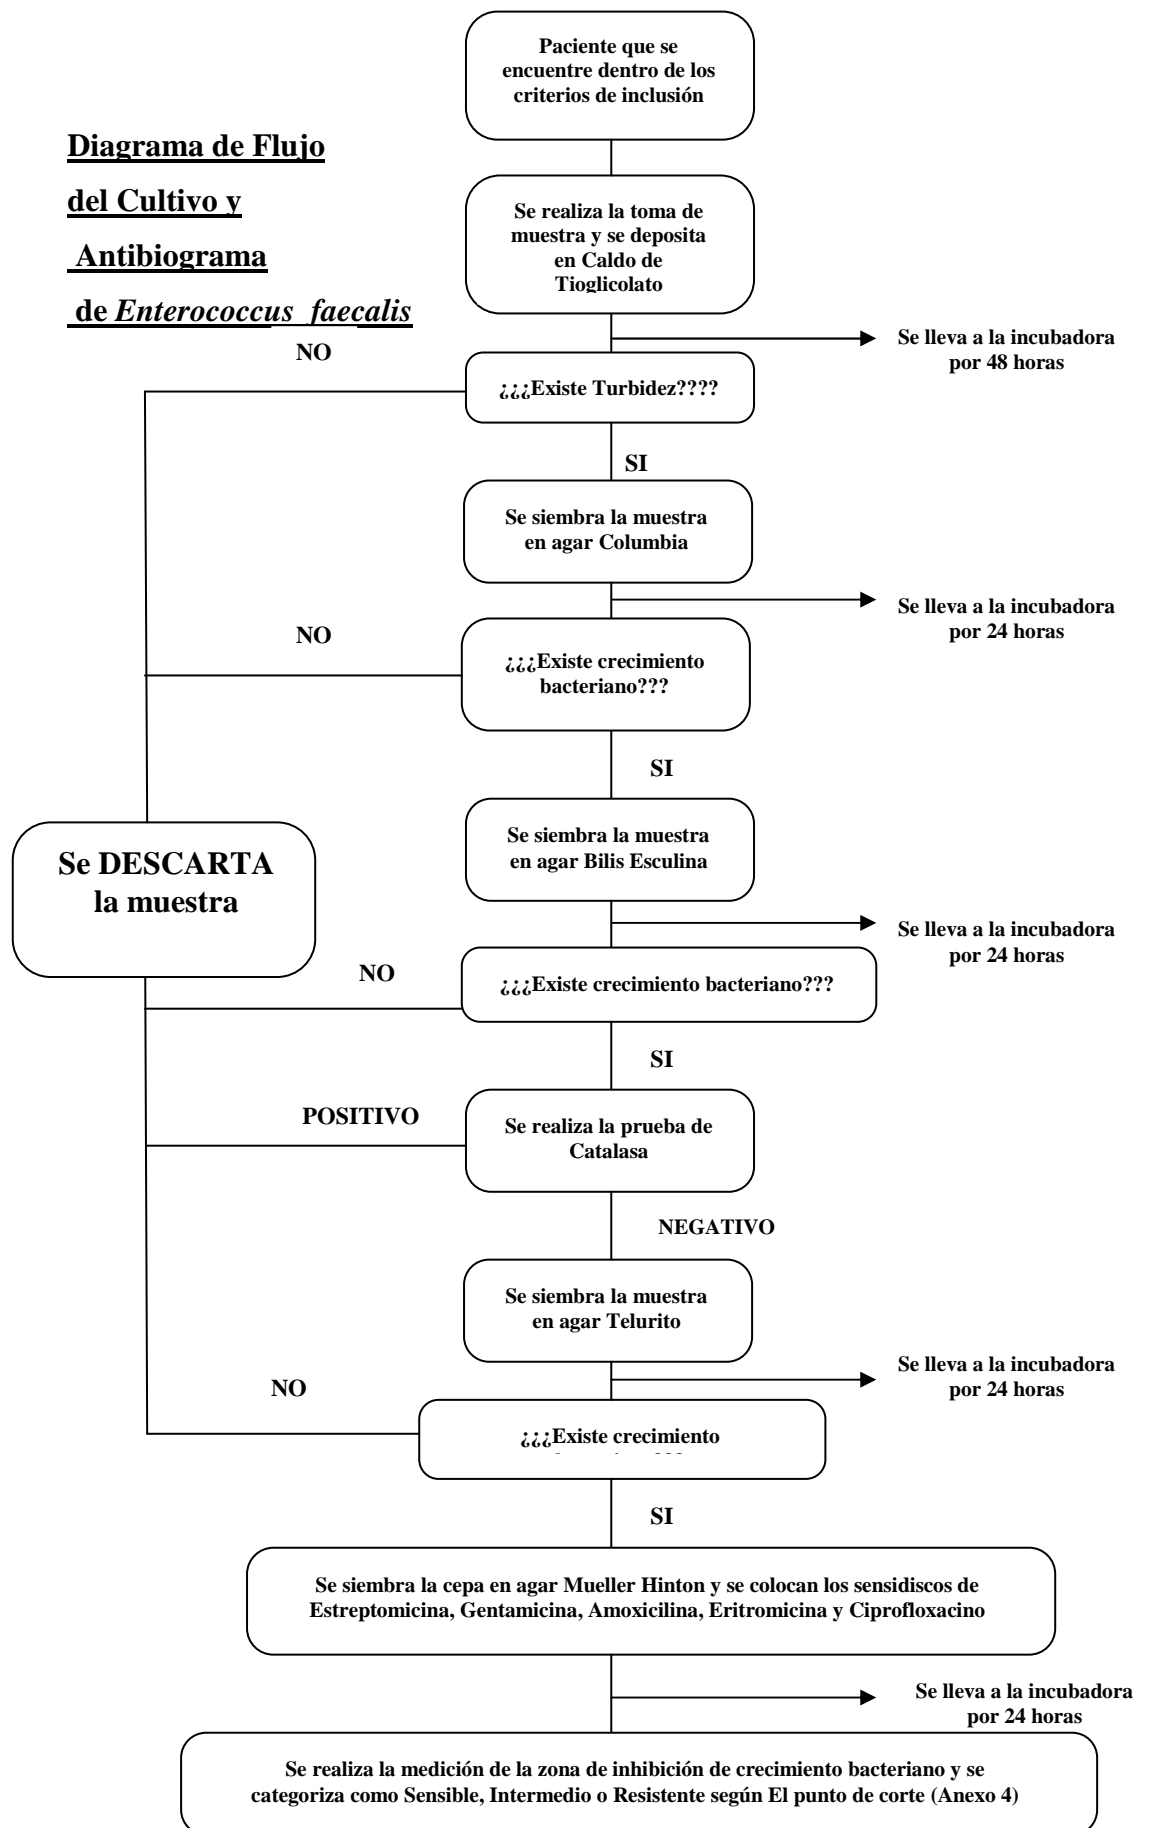 Paciente que se
encuentre dentro de los
criterios de inclusión
Diagrama de Flujo
del Cultivo y
Antibiograma
de Enterococcus faecalis
Se realiza la toma de
muestra y se deposita
en Caldo de
Tioglicolato
Se lleva a la incubadora
por 48 horas
NO
¿¿¿Existe Turbidez????
SI
Se siembra la muestra
en agar Columbia
Se lleva a la incubadora
por 24 horas
NO
¿¿¿Existe crecimiento
bacteriano???
SI
Se siembra la muestra
en agar Bilis Esculina
Se DESCARTA
la muestra
Se lleva a la incubadora
por 24 horas
NO
¿¿¿Existe crecimiento bacteriano???
SI
POSITIVO
Se realiza la prueba de
Catalasa
NEGATIVO
Se siembra la muestra
en agar Telurito
Se lleva a la incubadora
por 24 horas
NO
¿¿¿Existe crecimiento
SI
Se siembra la cepa en agar Mueller Hinton y se colocan los sensidiscos de
Estreptomicina, Gentamicina, Amoxicilina, Eritromicina y Ciprofloxacino
Se lleva a la incubadora
por 24 horas
Se realiza la medición de la zona de inhibición de crecimiento bacteriano y se
categoriza como Sensible, Intermedio o Resistente según El punto de corte (Anexo 4)